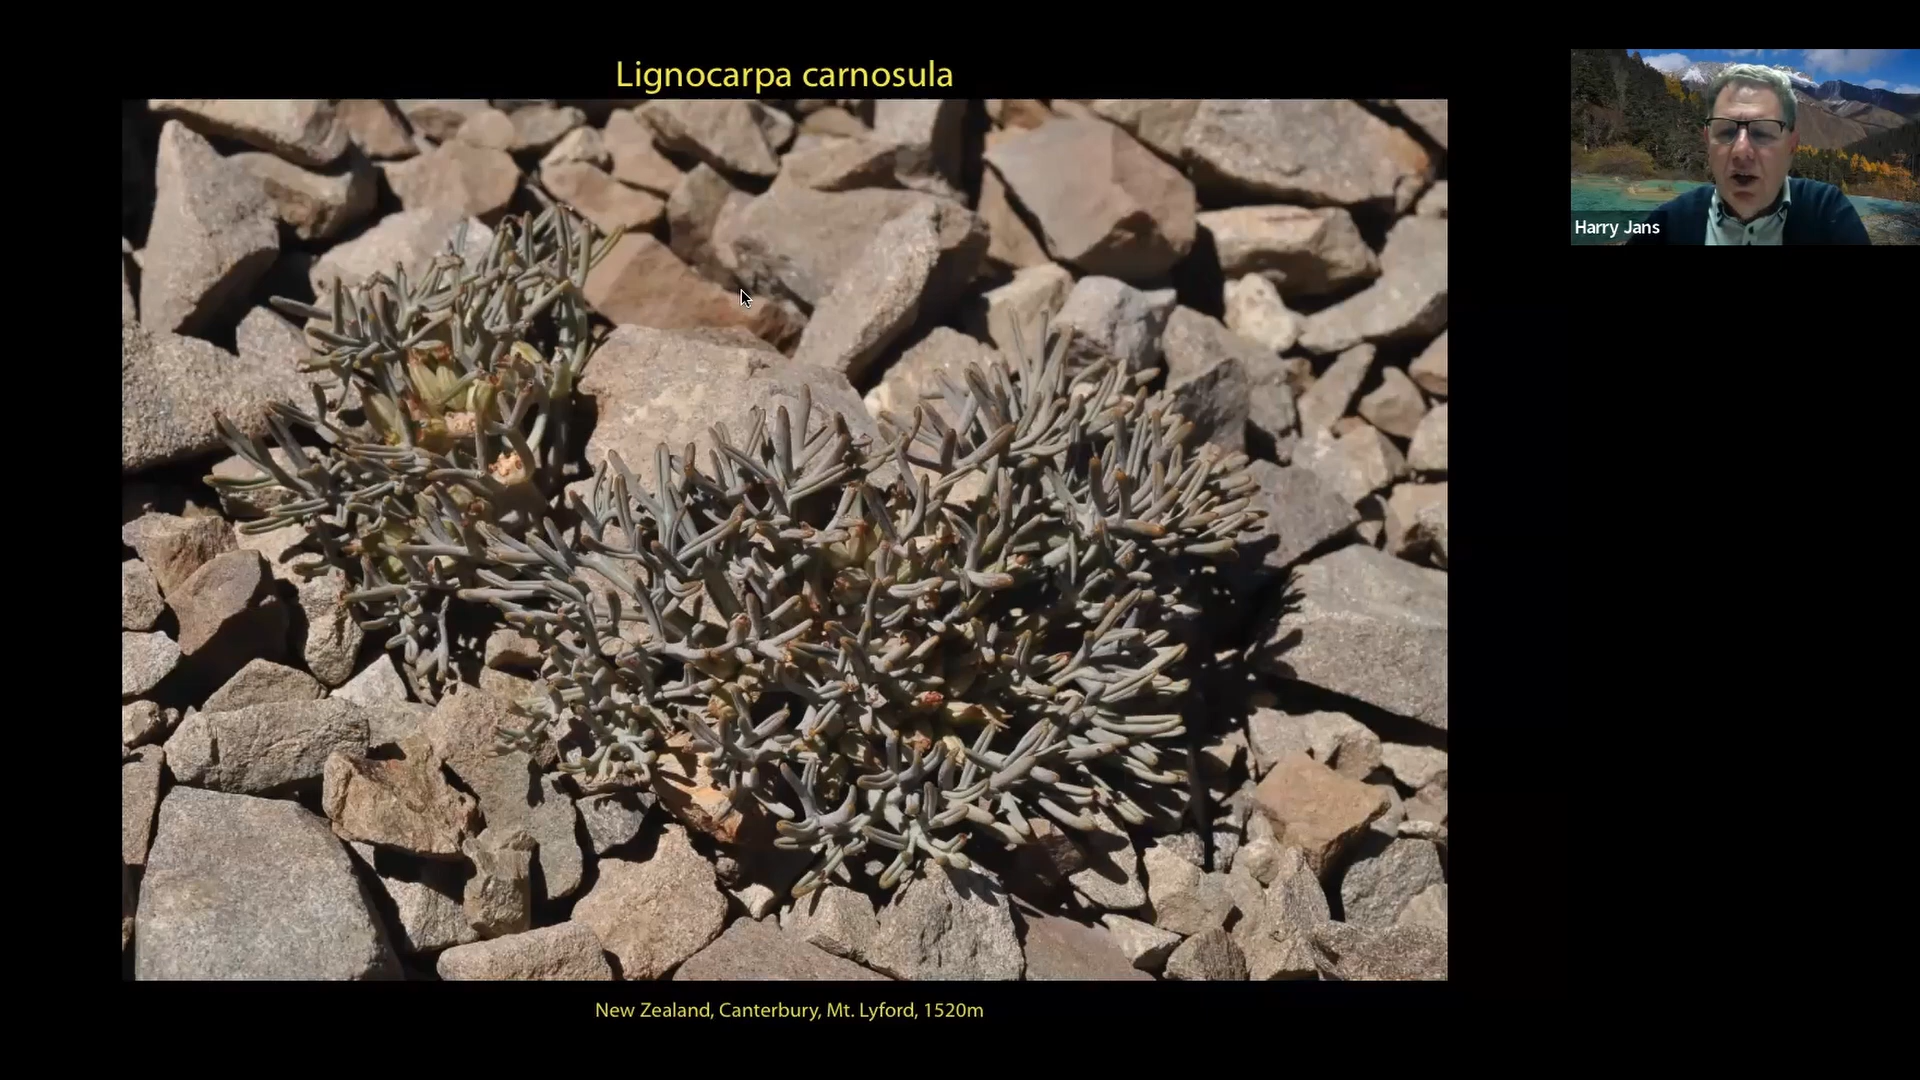 Lignocarpa carnosula
Harry Jans
New Zealand, Canterbury, Mt. Lyford, 1520m